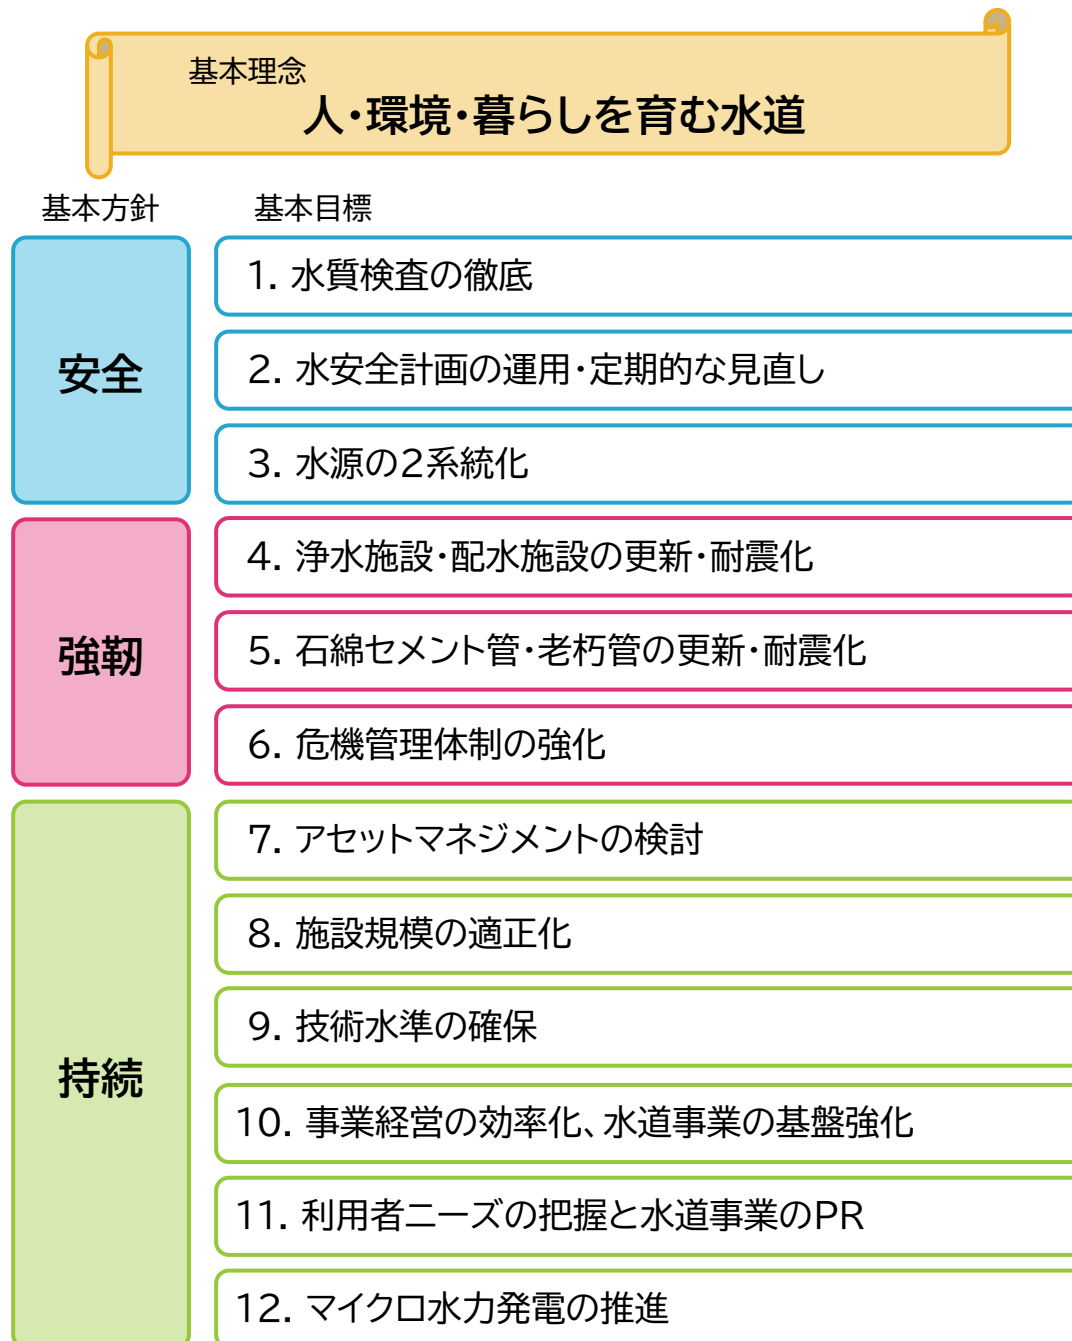 基本理念
人・環境・暮らしを育む水道
基本方針 基本目標
安全
1. 水質検査の徹底
2. 水安全計画の運用・定期的な見直し
3. 水源の2系統化
強靭
4. 浄水施設・配水施設の更新・耐震化
5. 石綿セメント管・老朽管の更新・耐震化
6. 危機管理体制の強化
持続
7. アセットマネジメントの検討
8. 施設規模の適正化
9. 技術水準の確保
10. 事業経営の効率化、水道事業の基盤強化
11. 利用者ニーズの把握と水道事業のPR
12. マイクロ水力発電の推進